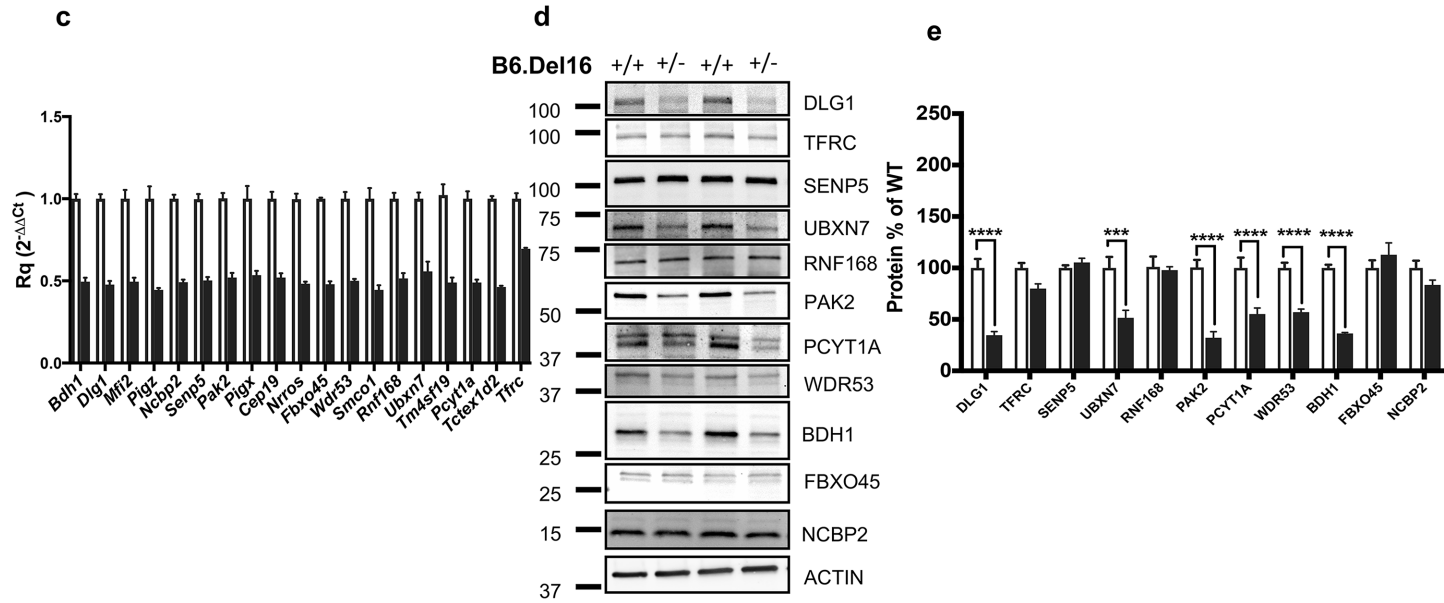 c
Rq (2-ΔΔCt )
1.5
1.0
0.5
0.0
Bdh1
Dlg1
Mfi2
Pigz
Ncbp2
Senp5
Pak2
Pigx
Cep19
Nrros
Fbxo45
Wdr53
Smco1
Rnf168
Ubxn7
Tm4sf19
Pcyt1a
Tctex1d2
Tfrc
d
B6.Del16 +/+ +/- +/+ +/-
100 DLG1
100 TFRC
100 SENP5
75 UBXN7
75 RNF168
50 PAK2
37 PCYT1A
37 WDR53
25 BDH1
25 FBXO45
15 NCBP2
37 ACTIN
e
Protein % of WT
250
200
150
100
50
0
****
***
****
****
****
****
DLG1
TFRC
SENP5
UBXN7
RNF168
PAK2
PCYT1A
WDR53
BDH1
FBXO45
NCBP2